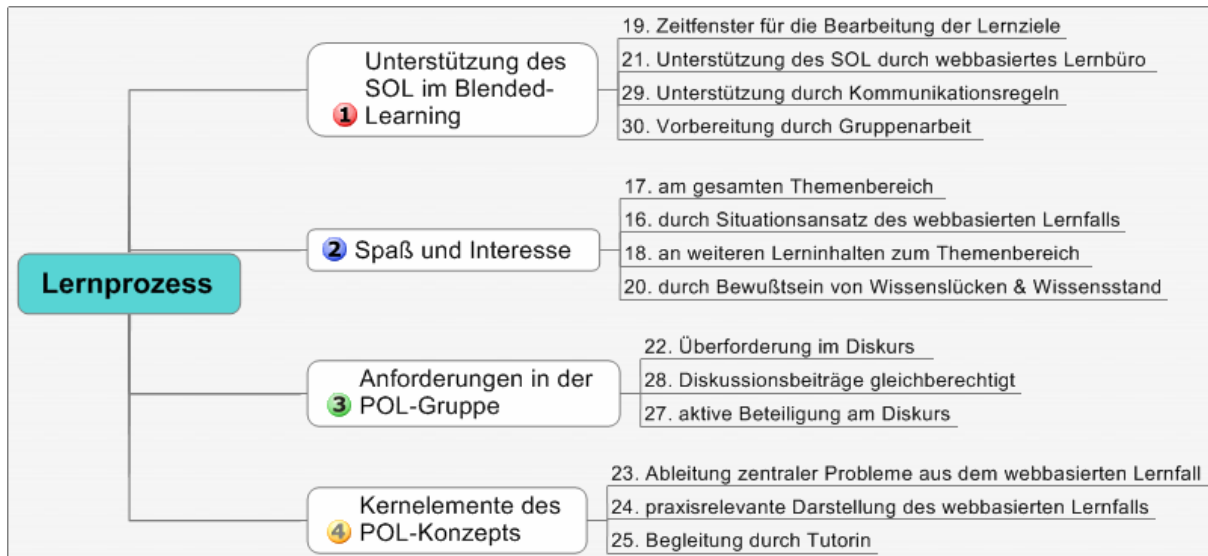 Lernprozess
1
Unterstützung des
SOL im Blended-
Learning
19. Zeitfenster für die Bearbeitung der Lernziele
21. Unterstützung des SOL durch webbasiertes Lernbüro
29. Unterstützung durch Kommunikationsregeln
30. Vorbereitung durch Gruppenarbeit
2 Spaß und Interesse
17. am gesamten Themenbereich
16. durch Situationsansatz des webbasierten Lernfalls
18. an weiteren Lerninhalten zum Themenbereich
20. durch Bewußtsein von Wissenslücken & Wissensstand
3
Anforderungen in der
POL-Gruppe
22. Überforderung im Diskurs
28. Diskussionsbeiträge gleichberechtigt
27. aktive Beteiligung am Diskurs
4
Kernelemente des
POL-Konzepts
23. Ableitung zentraler Probleme aus dem webbasierten Lernfall
24. praxisrelevante Darstellung des webbasierten Lernfalls
25. Begleitung durch Tutorin